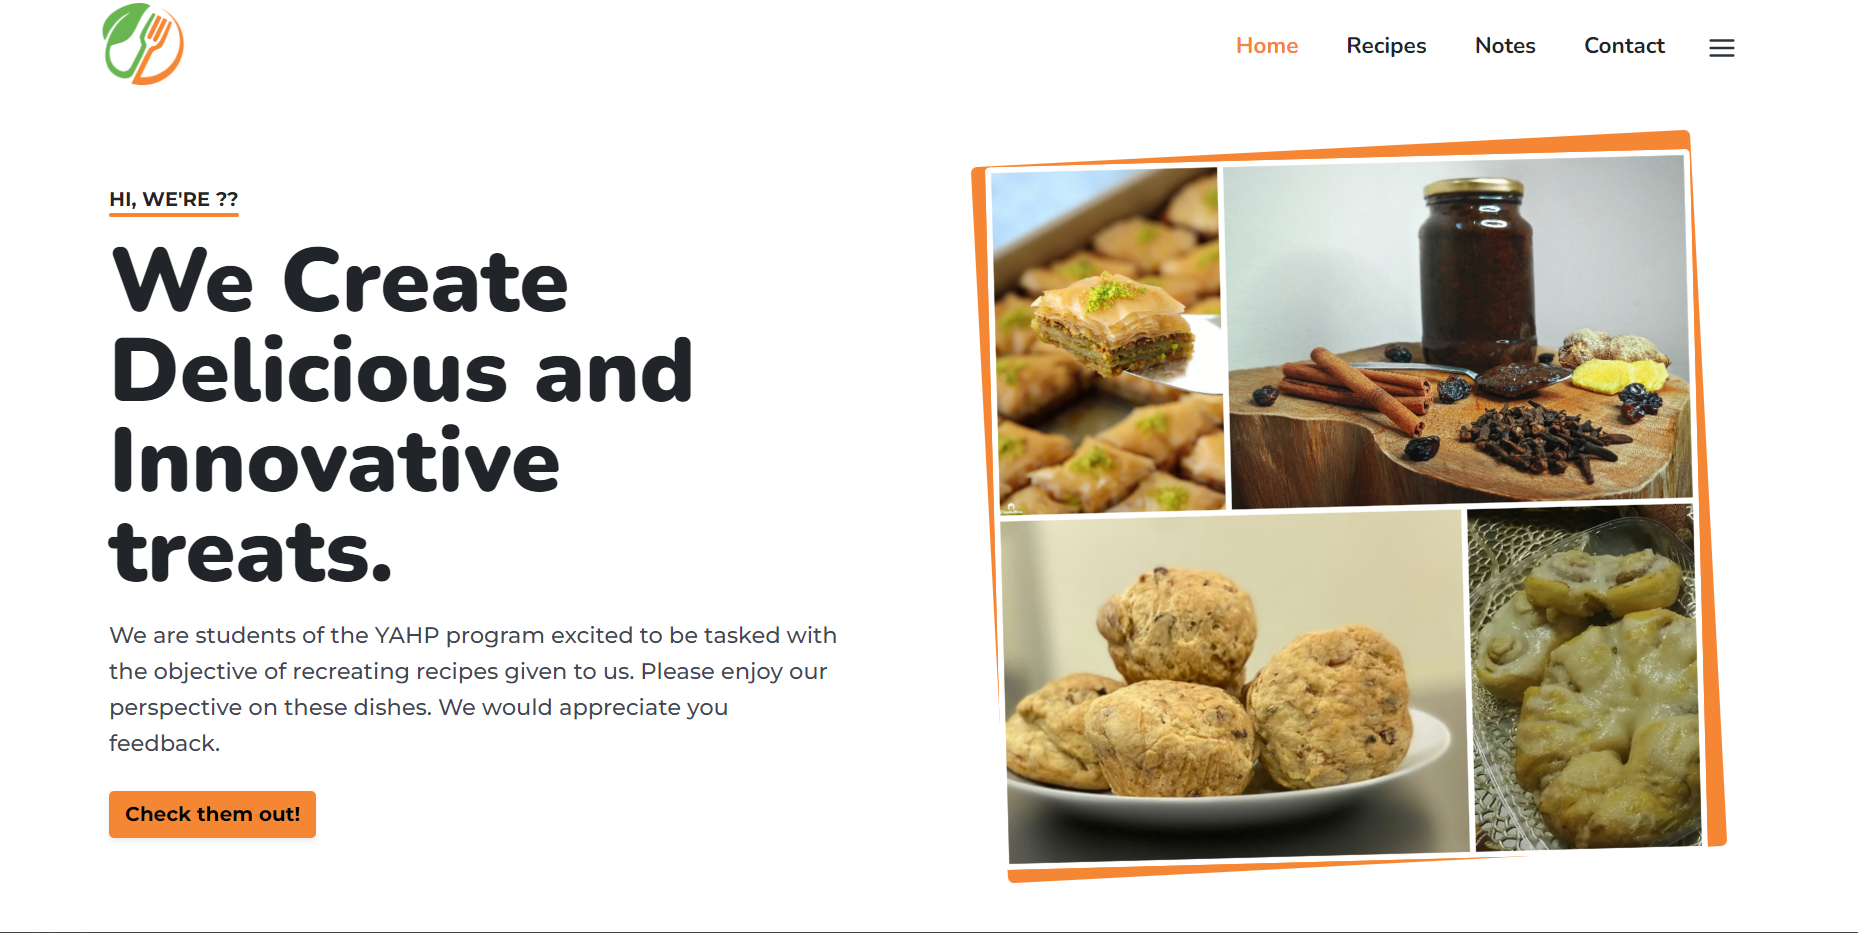 Home Recipes Notes Contact
HI, WE'RE ??
We Create
Delicious and
Innovative
treats.
We are students of the YAHP program excited to be tasked with
the objective of recreating recipes given to us. Please enjoy our
perspective on these dishes. We would appreciate you
feedback.
Check them out!